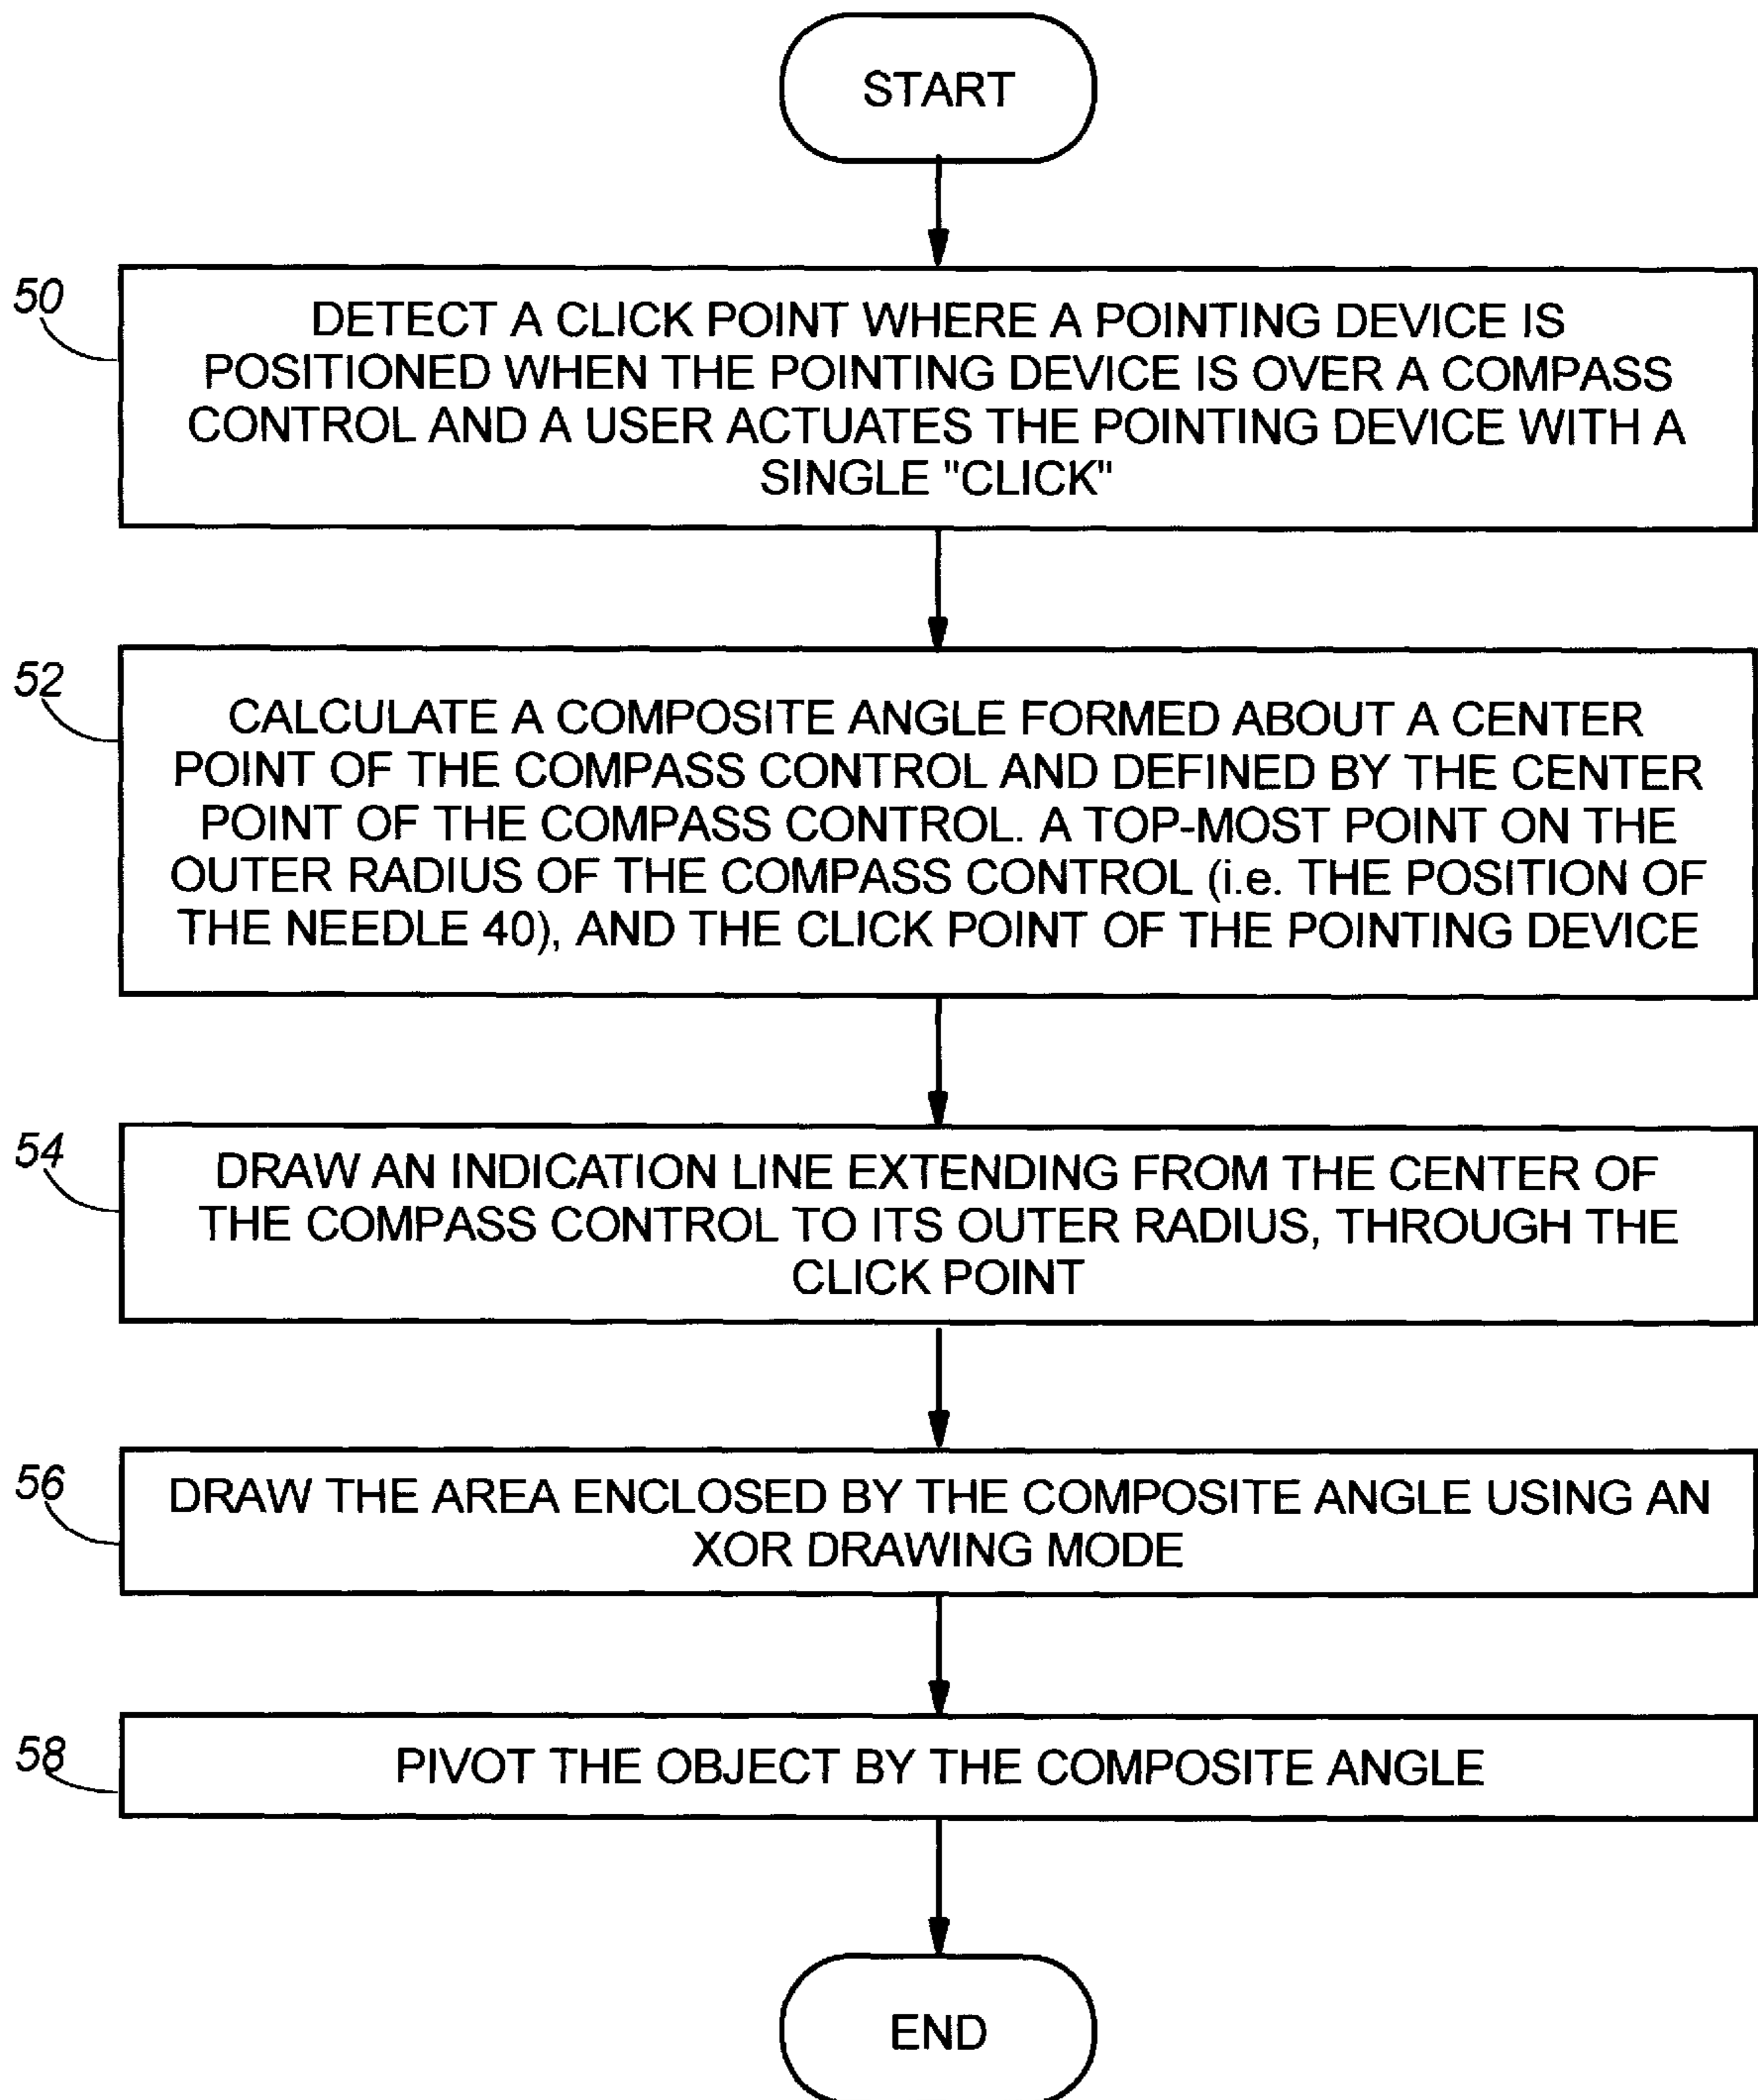 START
50
DETECT A CLICK POINT WHERE A POINTING DEVICE IS
POSITIONED WHEN THE POINTING DEVICE IS OVER A COMPASS
CONTROL AND A USER ACTUATES THE POINTING DEVICE WITH A
SINGLE "CLICK"
52
CALCULATE A COMPOSITE ANGLE FORMED ABOUT A CENTER
POINT OF THE COMPASS CONTROL AND DEFINED BY THE CENTER
POINT OF THE COMPASS CONTROL. A TOP-MOST POINT ON THE
OUTER RADIUS OF THE COMPASS CONTROL (i.e. THE POSITION OF
THE NEEDLE 40), AND THE CLICK POINT OF THE POINTING DEVICE
54
DRAW AN INDICATION LINE EXTENDING FROM THE CENTER OF
THE COMPASS CONTROL TO ITS OUTER RADIUS, THROUGH THE
CLICK POINT
56
DRAW THE AREA ENCLOSED BY THE COMPOSITE ANGLE USING AN
XOR DRAWING MODE
58
PIVOT THE OBJECT BY THE COMPOSITE ANGLE
END